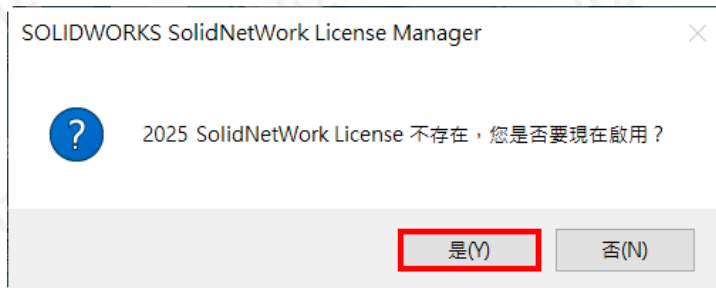 SOLIDWORKS SolidNetWork License Manager
2025 SolidNetWork License 不存在，您是否要現在啟用？
是(Y) 否(N)